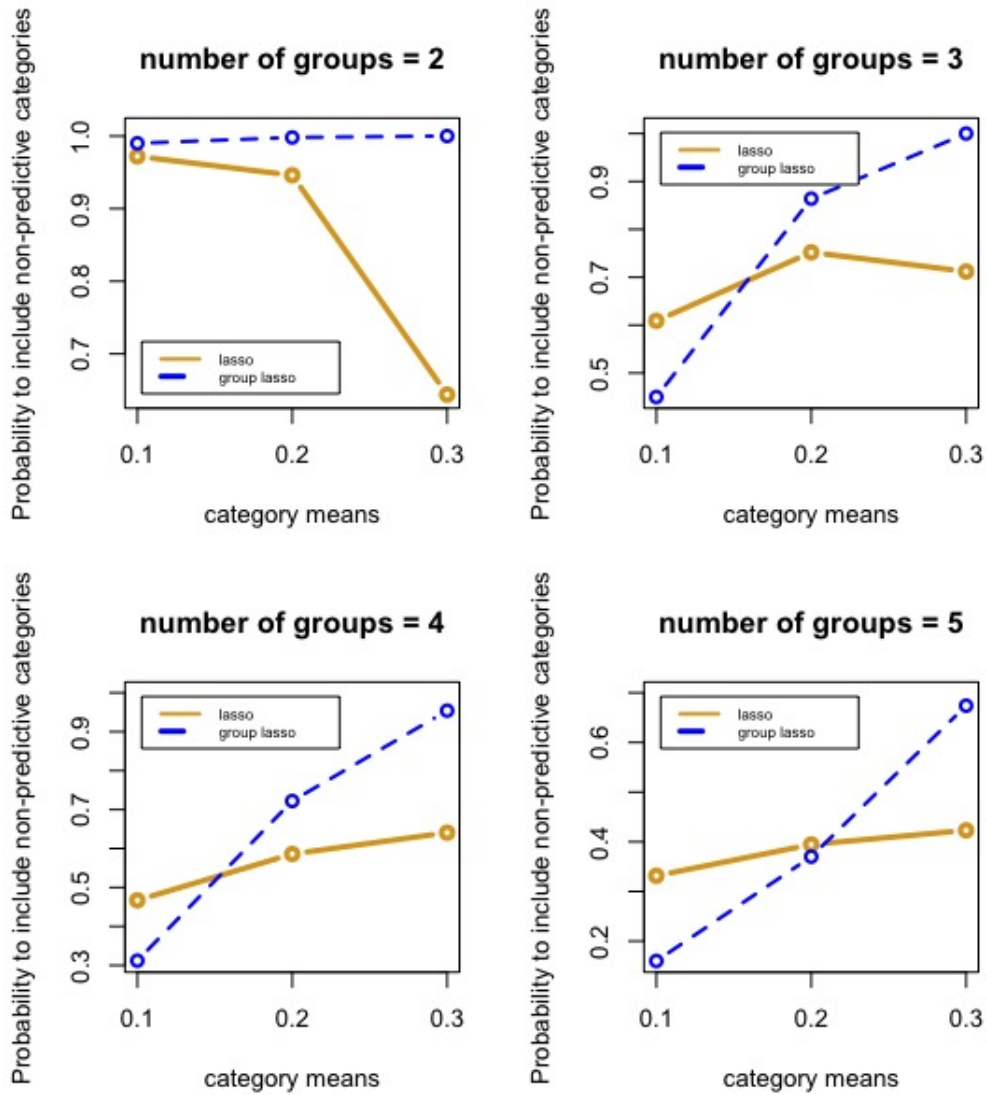 number of groups = 2
Probability to include non-predictive categories
1.0
0.9
0.8
0.7
lasso
group lasso
0.1 0.2 0.3
category means
number of groups = 3
Probability to include non-predictive categories
0.9
0.7
0.5
lasso
group lasso
0.1 0.2 0.3
category means
number of groups = 4
Probability to include non-predictive categories
0.9
0.7
0.5
0.3
lasso
group lasso
0.1 0.2 0.3
category means
number of groups = 5
Probability to include non-predictive categories
0.6
0.4
0.2
lasso
group lasso
0.1 0.2 0.3
category means